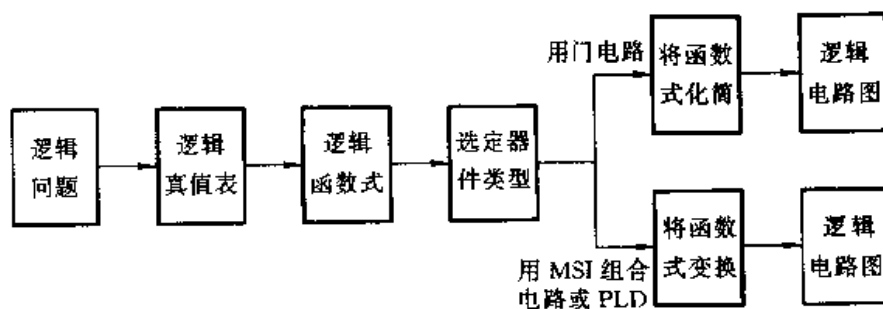 逻辑
问题
逻辑
真值表
逻辑
函数式
选定器
件类型
用门电路
将函数
式化简
逻辑
电路图
用 MSI 组合
电路或 PLD
将函数
式变换
逻辑
电路图